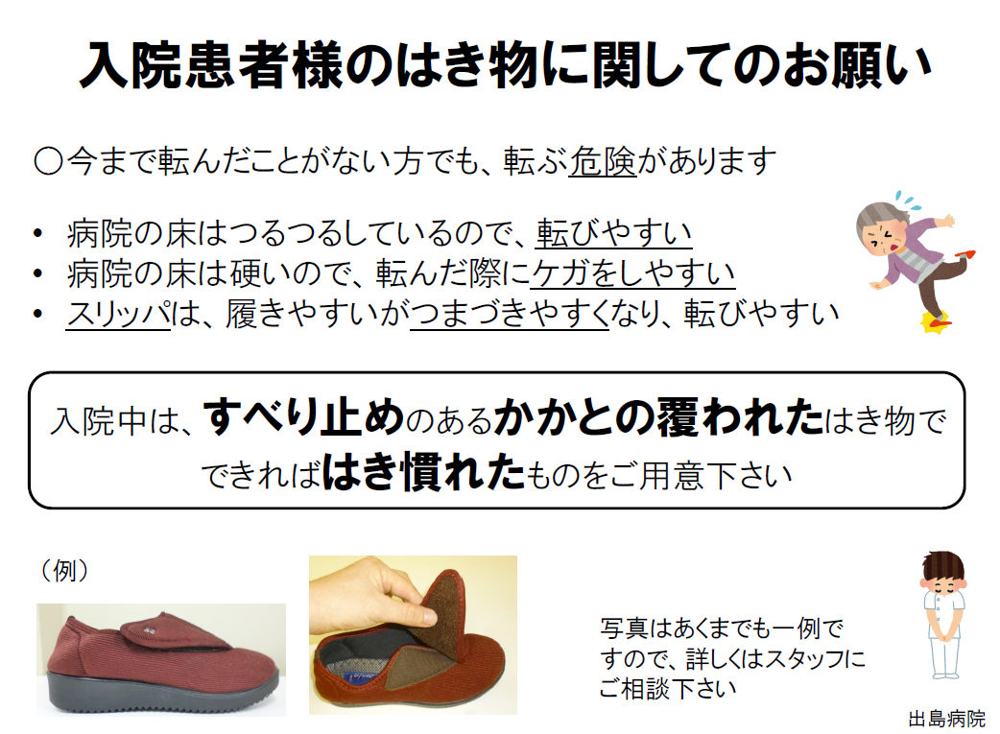 入院患者様のはき物に関してのお願い
○今まで転んだことがない方でも、転ぶ危険があります
• 病院の床はつるつるしているので、転びやすい
• 病院の床は硬いので、転んだ際にケガをしやすい
• スリッパは、履きやすいがつまづきやすくなり、転びやすい
入院中は、すべり止めのあるかかとの覆われたはき物で
できればはき慣れたものをご用意下さい
（例）
写真はあくまでも一例で
すので、詳しくはスタッフに
ご相談下さい
出島病院